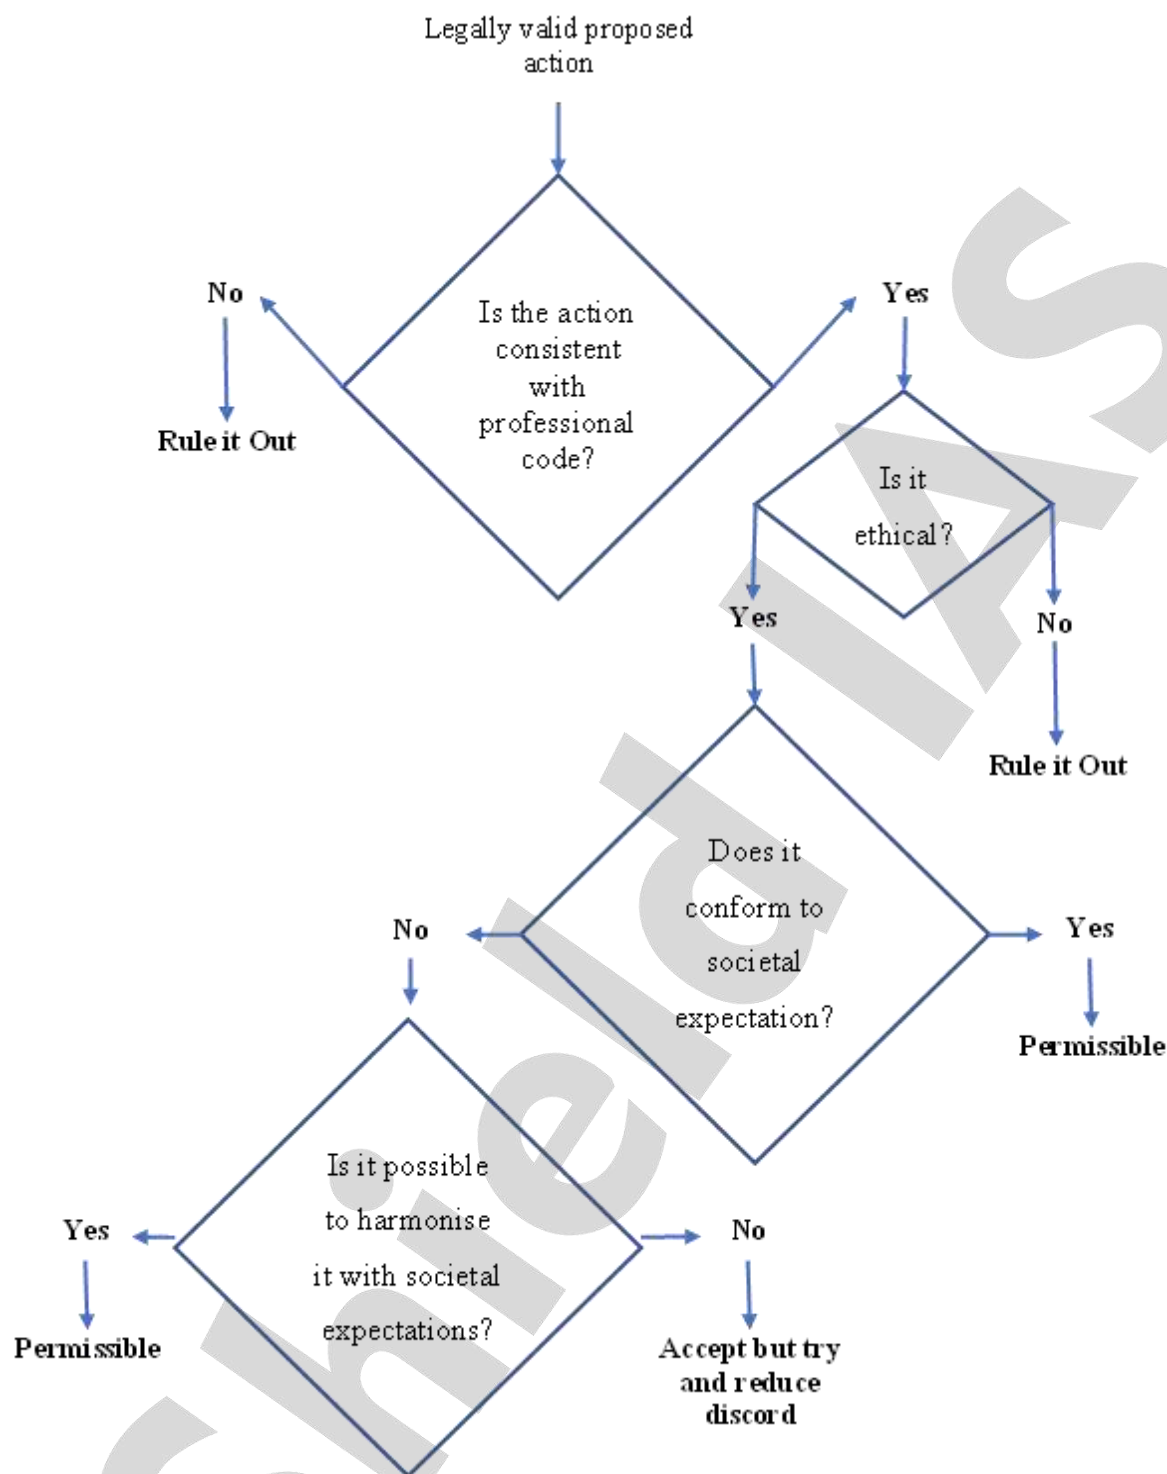 Legally valid proposed
action
Is the action
consistent
with
professional
code?
No
Rule it Out
Yes
Is it
ethical?
Yes
No
Rule it Out
Does it
conform to
societal
expectation?
No
Yes
Permissible
Is it possible
to harmonise
it with societal
expectations?
Yes
Permissible
No
Accept but try
and reduce
discord
Shield IAS